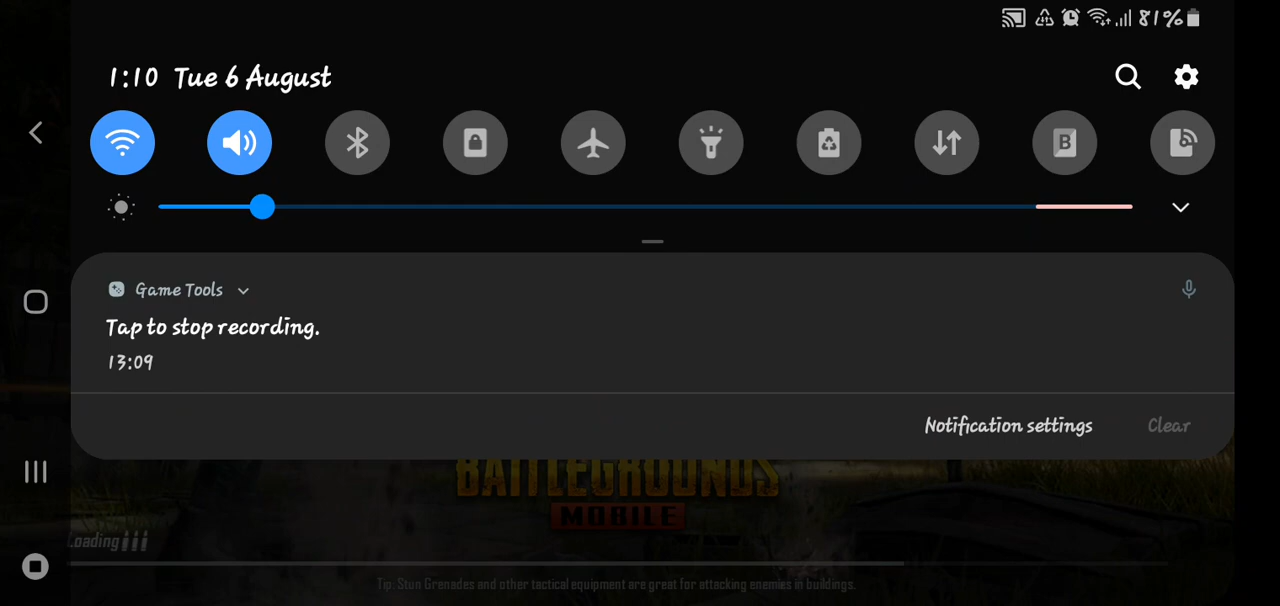 81%
1:10 Tue 6 August
B
Game Tools
Tap to stop recording.
13:09
Notification settings
Clear
BATTLEGROUNDS
MOBILE
Loading
Tip: Stun Grenades and other tactical equipment are great for attacking enemies in buildings.